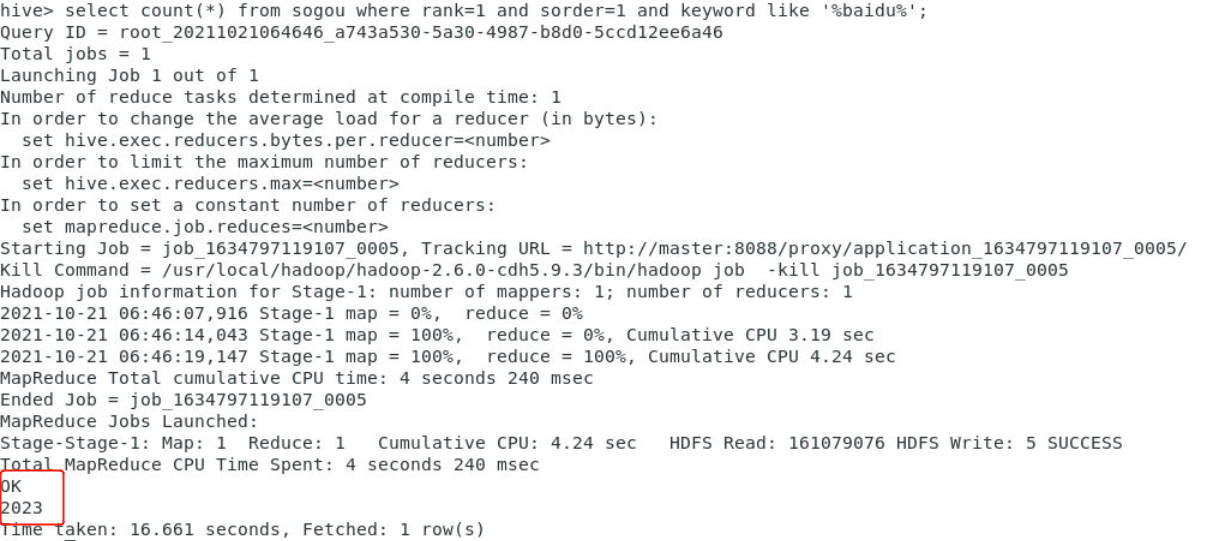 hive> select count(*) from sogou where rank=1 and sorder=1 and keyword like '%baidu%';
Query ID = root_20211021064646_a743a530-5a30-4987-b8d0-5ccd12ee6a46
Total jobs = 1
Launching Job 1 out of 1
Number of reduce tasks determined at compile time: 1
In order to change the average load for a reducer (in bytes):
  set hive.exec.reducers.bytes.per.reducer=<number>
In order to limit the maximum number of reducers:
  set hive.exec.reducers.max=<number>
In order to set a constant number of reducers:
  set mapreduce.job.reduces=<number>
Starting Job = job_1634797119107_0005, Tracking URL = http://master:8088/proxy/application_1634797119107_0005/
Kill Command = /usr/local/hadoop/hadoop-2.6.0-cdh5.9.3/bin/hadoop job  -kill job_1634797119107_0005
Hadoop job information for Stage-1: number of mappers: 1; number of reducers: 1
2021-10-21 06:46:07,916 Stage-1 map = 0%,  reduce = 0%
2021-10-21 06:46:14,043 Stage-1 map = 100%,  reduce = 0%, Cumulative CPU 3.19 sec
2021-10-21 06:46:19,147 Stage-1 map = 100%,  reduce = 100%, Cumulative CPU 4.24 sec
MapReduce Total cumulative CPU time: 4 seconds 240 msec
Ended Job = job_1634797119107_0005
MapReduce Jobs Launched:
Stage-Stage-1: Map: 1  Reduce: 1   Cumulative CPU: 4.24 sec   HDFS Read: 161079076 HDFS Write: 5 SUCCESS
Total MapReduce CPU Time Spent: 4 seconds 240 msec
OK
2023
Time taken: 16.661 seconds, Fetched: 1 row(s)